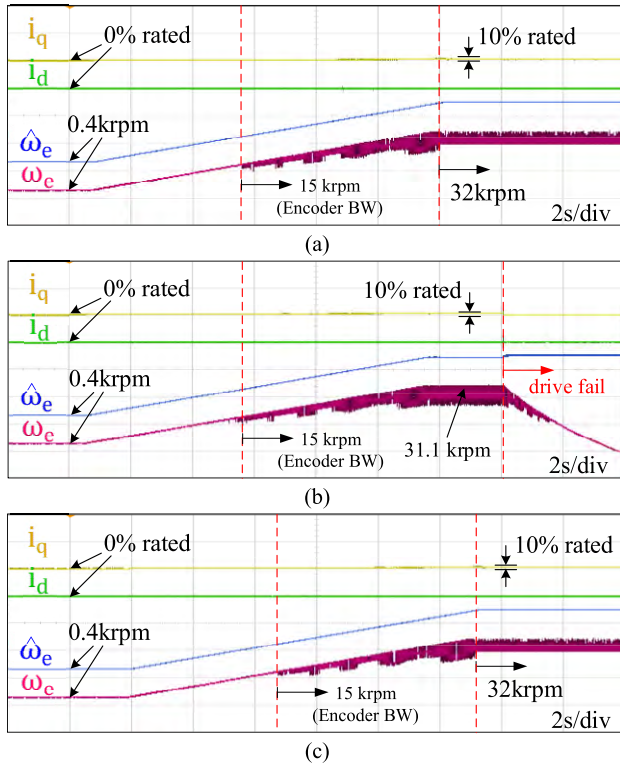 i_q
0% rated
10% rated
i_d
0.4krpm
ω̂_e
ω_e
15 krpm
(Encoder BW)
32krpm
2s/div
(a)
i_q
0% rated
10% rated
i_d
0.4krpm
ω̂_e
ω_e
drive fail
15 krpm
(Encoder BW)
31.1 krpm
2s/div
(b)
i_q
0% rated
10% rated
i_d
0.4krpm
ω̂_e
ω_e
15 krpm
(Encoder BW)
32krpm
2s/div
(c)